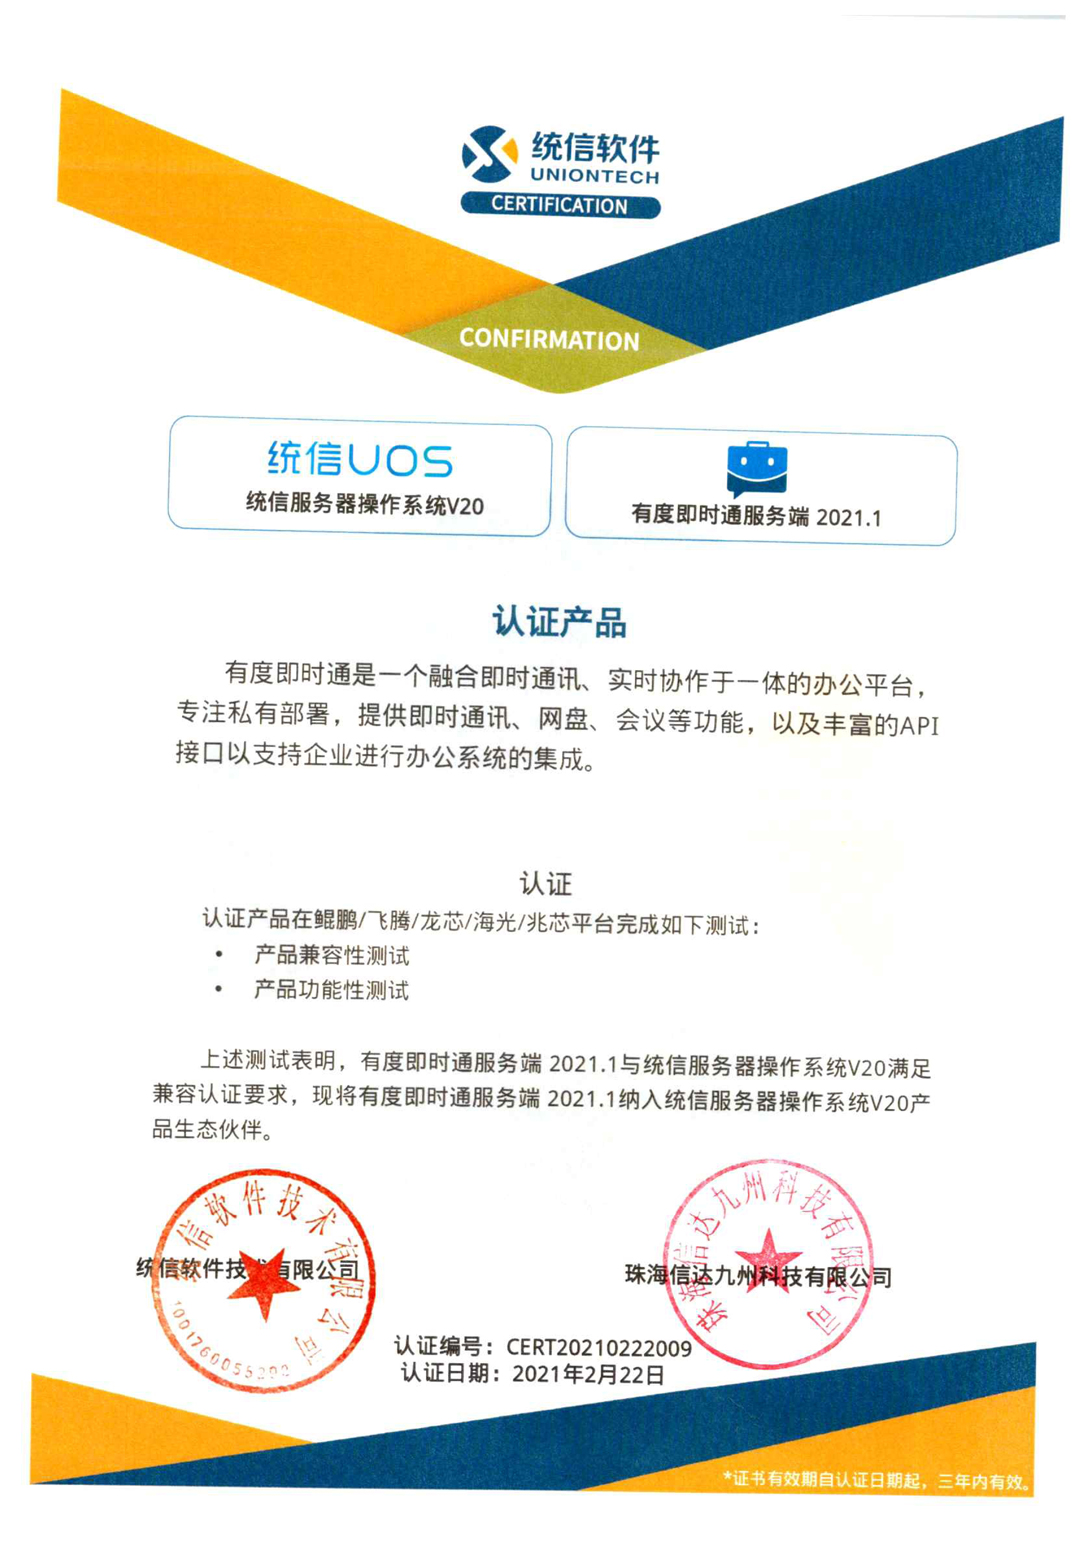 统信软件
UNIONTECH
CERTIFICATION
CONFIRMATION
统信UOS
统信服务器操作系统V20
有度即时通服务端 2021.1
认证产品
有度即时通是一个融合即时通讯、实时协作于一体的办公平台，
专注私有部署，提供即时通讯、网盘、会议等功能，以及丰富的API
接口以支持企业进行办公系统的集成。
认证
认证产品在鲲鹏/飞腾/龙芯/海光/兆芯平台完成如下测试：
• 产品兼容性测试
• 产品功能性测试
上述测试表明，有度即时通服务端 2021.1与统信服务器操作系统V20满足
兼容认证要求，现将有度即时通服务端 2021.1纳入统信服务器操作系统V20产
品生态伙伴。
统信软件技术有限公司
统信软件技术有限公司
珠海信达九州科技有限公司
珠海信达九州科技有限公司
认证编号：CERT20210222009
认证日期：2021年2月22日
*证书有效期自认证日期起，三年内有效。